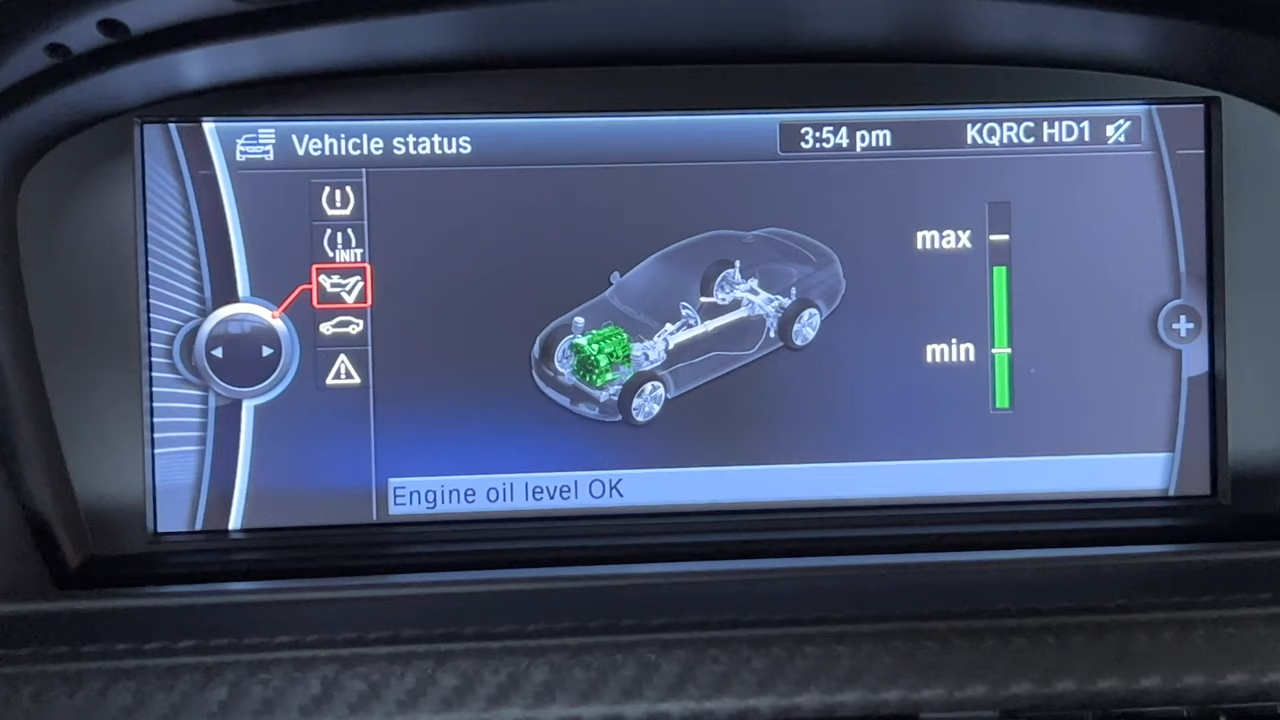 Vehicle status
3:54 pm
KQRC HD1
INIT
max
min
Engine oil level OK